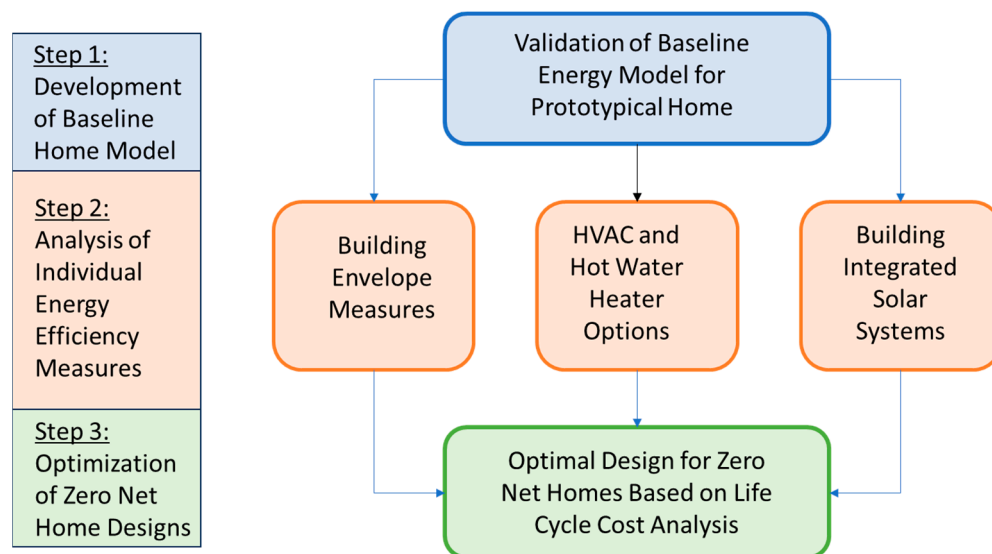 Step 1:
Development
of Baseline
Home Model
Step 2:
Analysis of
Individual
Energy
Efficiency
Measures
Step 3:
Optimization
of Zero Net
Home Designs
Validation of Baseline
Energy Model for
Prototypical Home
Building
Envelope
Measures
HVAC and
Hot Water
Heater
Options
Building
Integrated
Solar
Systems
Optimal Design for Zero
Net Homes Based on Life
Cycle Cost Analysis